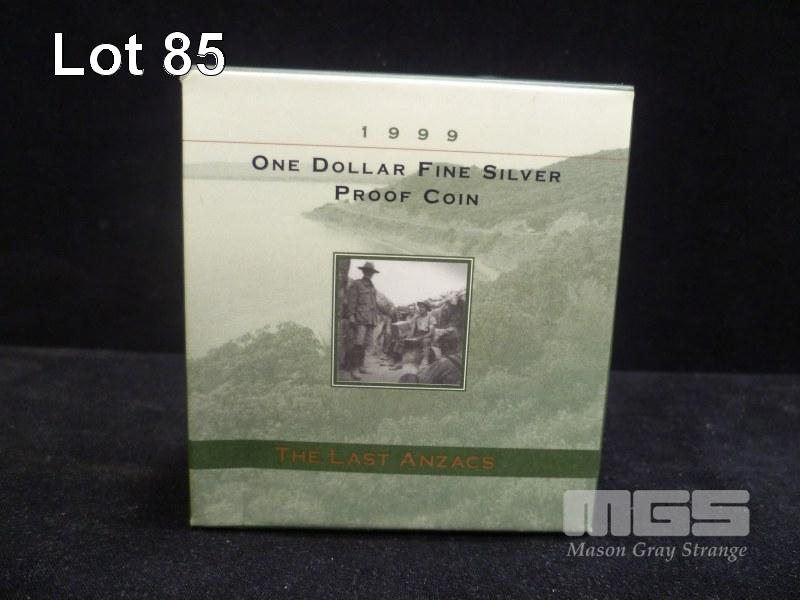 Lot 85
1999
One Dollar Fine Silver
Proof Coin
The Last Anzacs
MGS
Mason Gray Strange